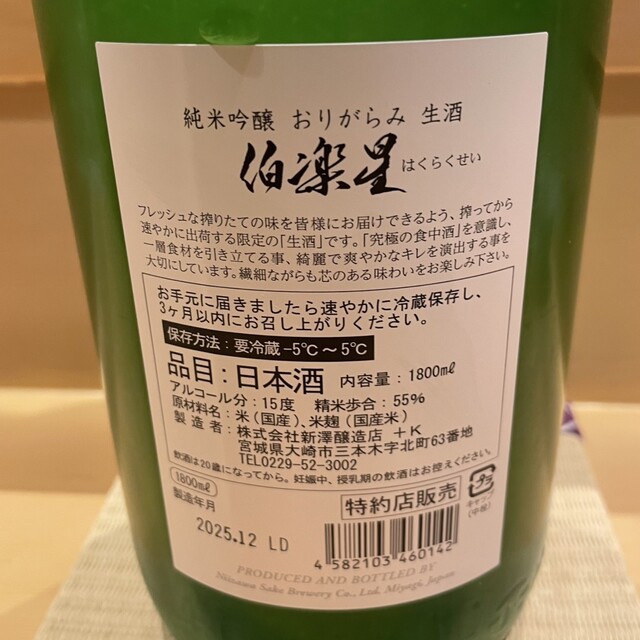 純米吟醸 おりがらみ 生酒
伯楽星 はくらくせい
フレッシュな搾りたての味を皆様にお届けできるよう、搾ってから
速やかに出荷する限定の「生酒」です。「究極の食中酒」を意識し、
一層食材を引き立てる事、綺麗で爽やかなキレを演出する事を
大切にしています。繊細ながらも芯のある味わいをお楽しみ下さい。
お手元に届きましたら速やかに冷蔵保存し、
3ヶ月以内にお召し上がりください。
保存方法：要冷蔵 -5℃～5℃
品目：日本酒 内容量：1800㎖
アルコール分：15度 精米歩合：55%
原材料名：米（国産）、米麹（国産米）
製造者：株式会社新澤醸造店 +K
宮城県大崎市三本木字北町63番地
TEL0229-52-3002
飲酒は20歳になってから。妊娠中、授乳期の飲酒はお控えください。
1800㎖
製造年月
2025.12 LD
特約店販売
プラ
キャップ
（中栓）
4 582103 460142
PRODUCED AND BOTTLED BY
Niizawa Sake Brewery Co., Ltd, Miyagi, Japan